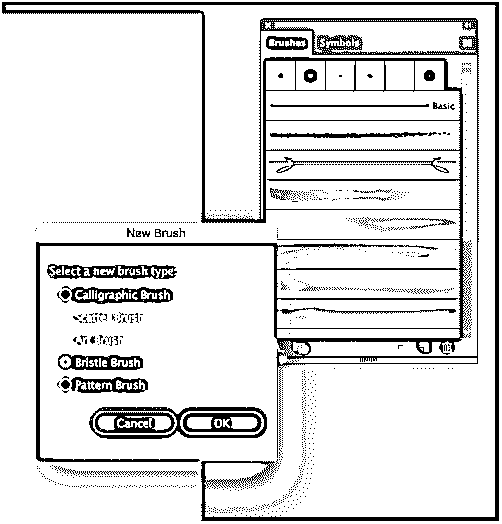 Brushes
Symbols
Basic
New Brush
Select a new brush type:
Calligraphic Brush
Scatter Brush
Art Brush
Bristle Brush
Pattern Brush
Cancel
OK